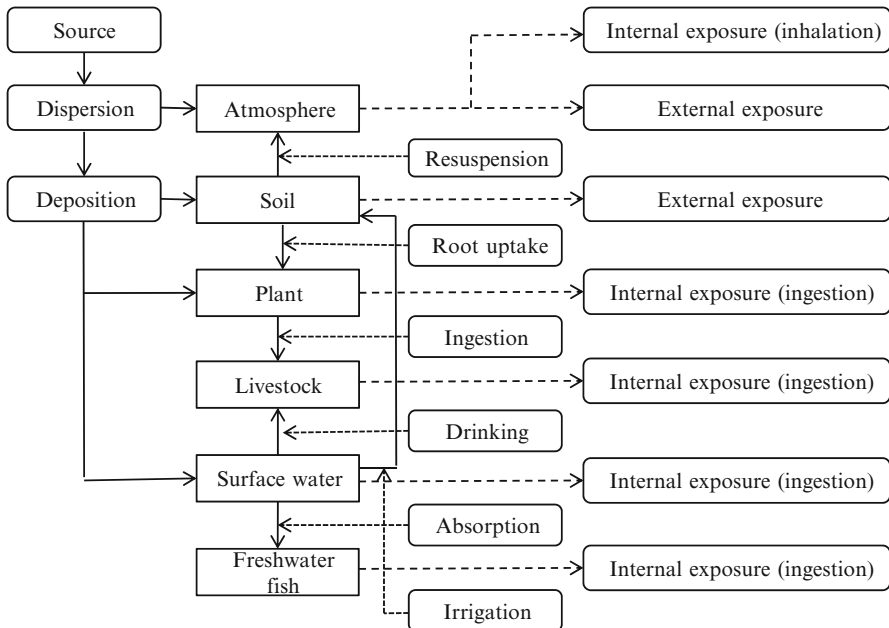 Source
Internal exposure (inhalation)
Dispersion
Atmosphere
External exposure
Resuspension
Deposition
Soil
External exposure
Root uptake
Plant
Internal exposure (ingestion)
Ingestion
Livestock
Internal exposure (ingestion)
Drinking
Surface water
Internal exposure (ingestion)
Absorption
Freshwater
fish
Internal exposure (ingestion)
Irrigation